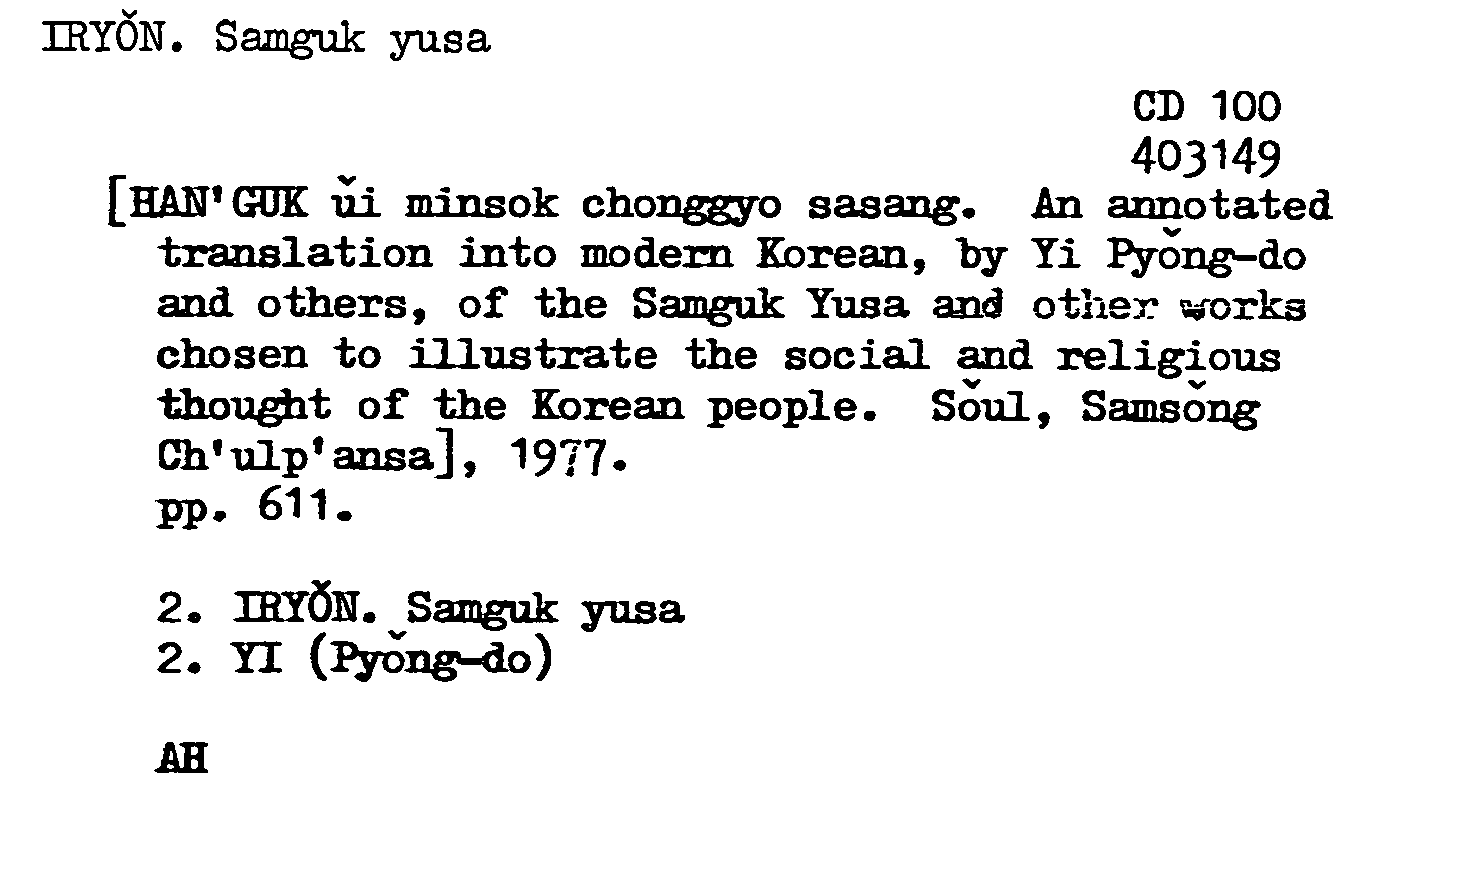 IRYŎN. Samguk yusa
CD 100
403149
[HAN'GUK ŭi minsok chonggyo sasang. An annotated
translation into modern Korean, by Yi Pyŏng-do
and others, of the Samguk Yusa and other works
chosen to illustrate the social and religious
thought of the Korean people. Sŏul, Samsŏng
Ch'ulp'ansa], 1977.
pp. 611.
2. IRYŎN. Samguk yusa
2. YI (Pyŏng-do)
AH